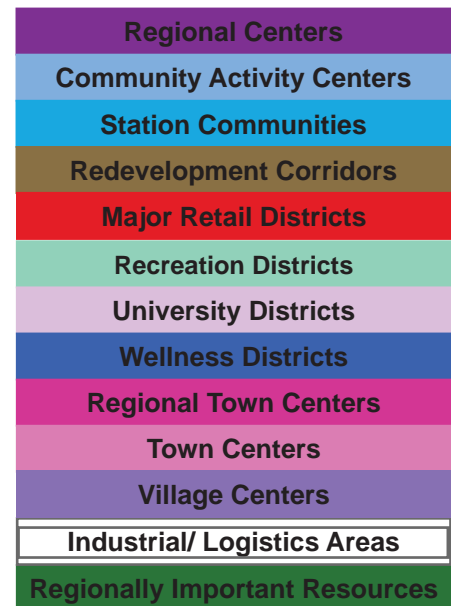 Regional Centers
Community Activity Centers
Station Communities
Redevelopment Corridors
Major Retail Districts
Recreation Districts
University Districts
Wellness Districts
Regional Town Centers
Town Centers
Village Centers
Industrial/ Logistics Areas
Regionally Important Resources